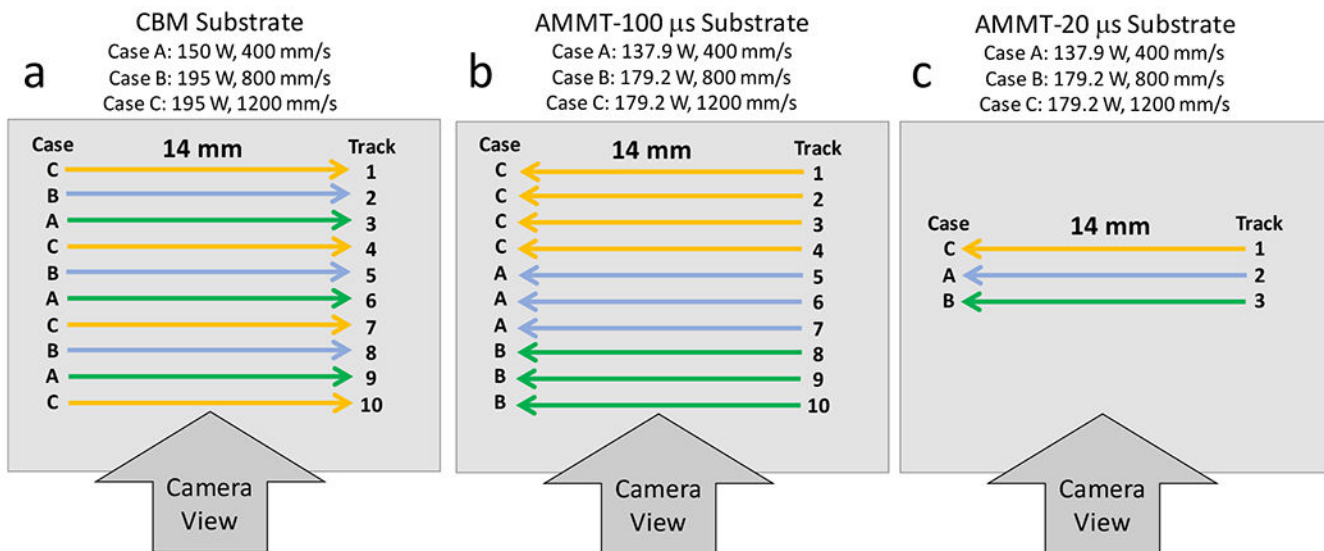 a
CBM Substrate
Case A: 150 W, 400 mm/s
Case B: 195 W, 800 mm/s
Case C: 195 W, 1200 mm/s
Case 14 mm Track
C 1
B 2
A 3
C 4
B 5
A 6
C 7
B 8
A 9
C 10
Camera
View
b
AMMT-100 μs Substrate
Case A: 137.9 W, 400 mm/s
Case B: 179.2 W, 800 mm/s
Case C: 179.2 W, 1200 mm/s
Case 14 mm Track
C 1
C 2
C 3
C 4
A 5
A 6
A 7
B 8
B 9
B 10
Camera
View
c
AMMT-20 μs Substrate
Case A: 137.9 W, 400 mm/s
Case B: 179.2 W, 800 mm/s
Case C: 179.2 W, 1200 mm/s
Case 14 mm Track
C 1
A 2
B 3
Camera
View